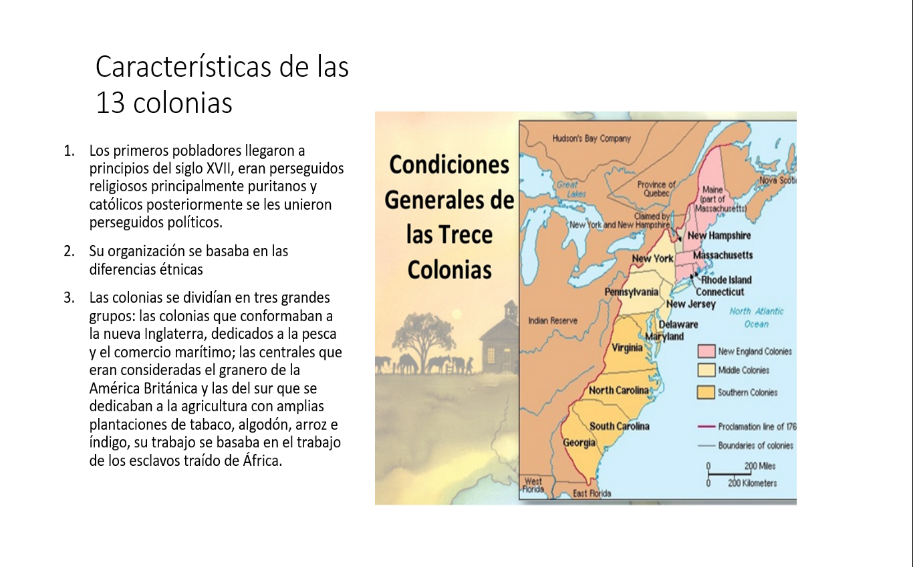 Características de las
13 colonias
1. Los primeros pobladores llegaron a
principios del siglo XVII, eran perseguidos
religiosos principalmente puritanos y
católicos posteriormente se les unieron
perseguidos políticos.
2. Su organización se basaba en las
diferencias étnicas
3. Las colonias se dividían en tres grandes
grupos: las colonias que conformaban a
la nueva Inglaterra, dedicados a la pesca
y el comercio marítimo; las centrales que
eran consideradas el granero de la
América Británica y las del sur que se
dedicaban a la agricultura con amplias
plantaciones de tabaco, algodón, arroz e
índigo, su trabajo se basaba en el trabajo
de los esclavos traído de África.
Condiciones
Generales de
las Trece
Colonias
Hudson's Bay Company
Great
Lakes
Province of
Quebec
Nova Scoti
Maine
(part of
Massachusetts)
Claimed by
New York and New Hampshire
New Hampshire
New York
Massachusetts
Rhode Island
Connecticut
Pennsylvania
New Jersey
North Atlantic
Ocean
Indian Reserve
Delaware
Maryland
Virginia
New England Colonies
Middle Colonies
Southern Colonies
North Carolina
South Carolina
Georgia
Proclamation line of 176
Boundaries of colonies
0 200 Miles
0 200 Kilometers
West
Florida
East Florida